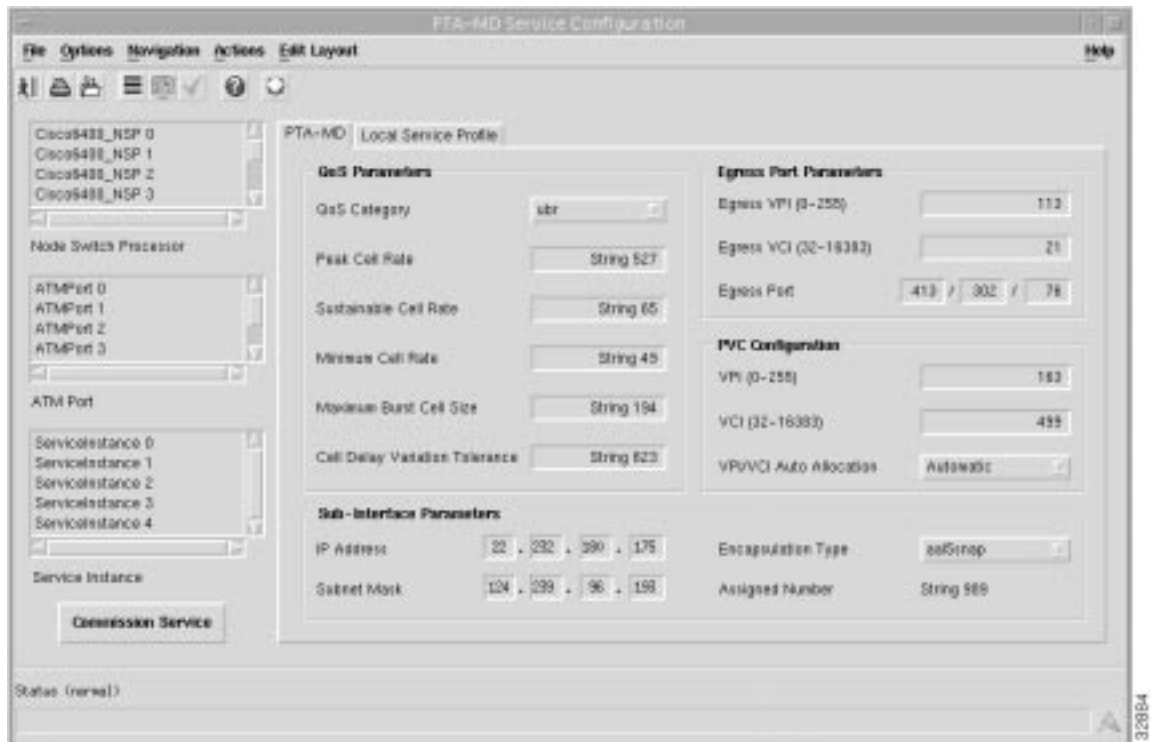 PTA-MD Service Configuration
File Options Navigation Actions Edit Layout Help
Cisco6400_NSP 0
Cisco6400_NSP 1
Cisco6400_NSP 2
Cisco6400_NSP 3
Node Switch Processor
ATMPort 0
ATMPort 1
ATMPort 2
ATMPort 3
ATM Port
ServiceInstance 0
ServiceInstance 1
ServiceInstance 2
ServiceInstance 3
ServiceInstance 4
Service Instance
Commission Service
PTA-MD Local Service Profile
QoS Parameters
QoS Category ubr
Peak Cell Rate String 527
Sustainable Cell Rate String 65
Minimum Cell Rate String 49
Maximum Burst Cell Size String 194
Cell Delay Variation Tolerance String 623
Egress Port Parameters
Egress VPI (0-255) 113
Egress VCI (32-16383) 21
Egress Port 413 / 302 / 76
PVC Configuration
VPI (0-255) 163
VCI (32-16383) 499
VPI/VCI Auto Allocation Automatic
Sub-Interface Parameters
IP Address 22 . 232 . 190 . 175
Subnet Mask 124 . 239 . 96 .
Encapsulation Type aal5snap
Assigned Number String 989
Status (normal)
32884